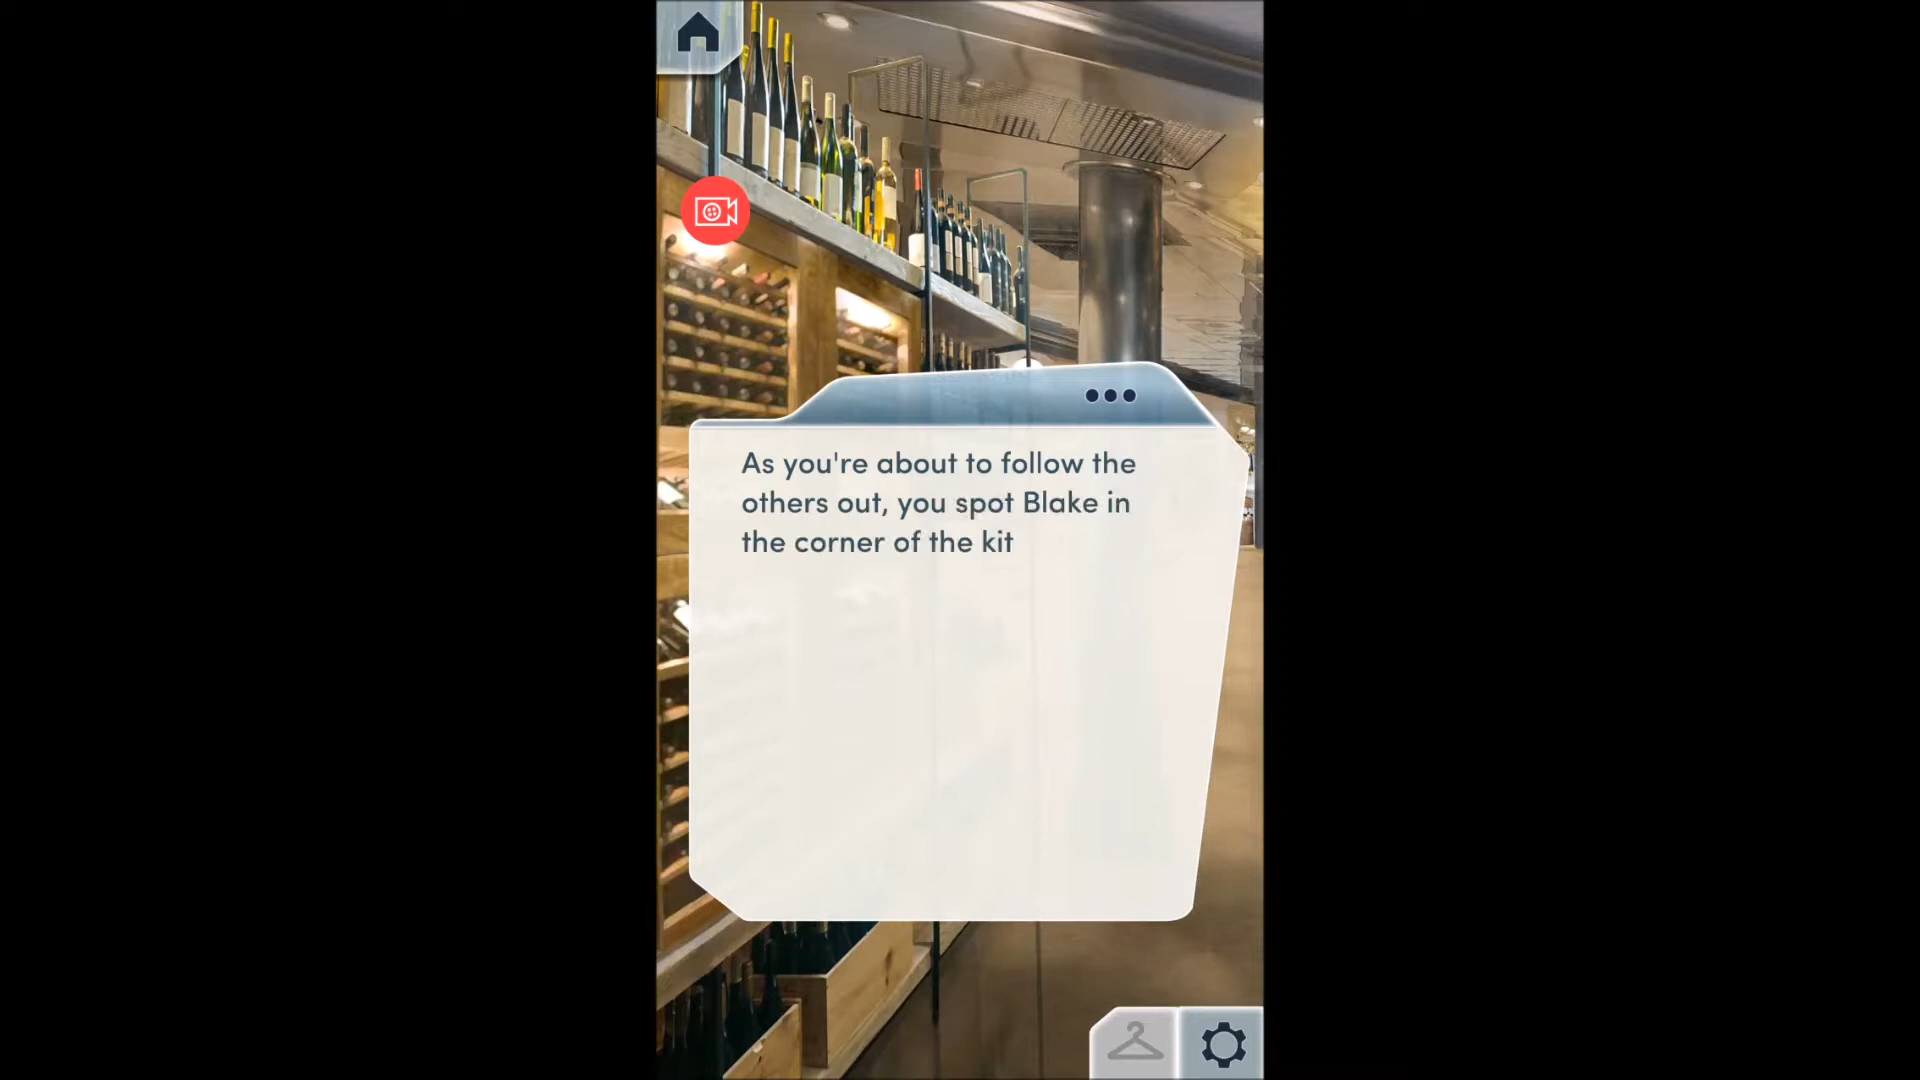 As you're about to follow the
others out, you spot Blake in
the corner of the kit